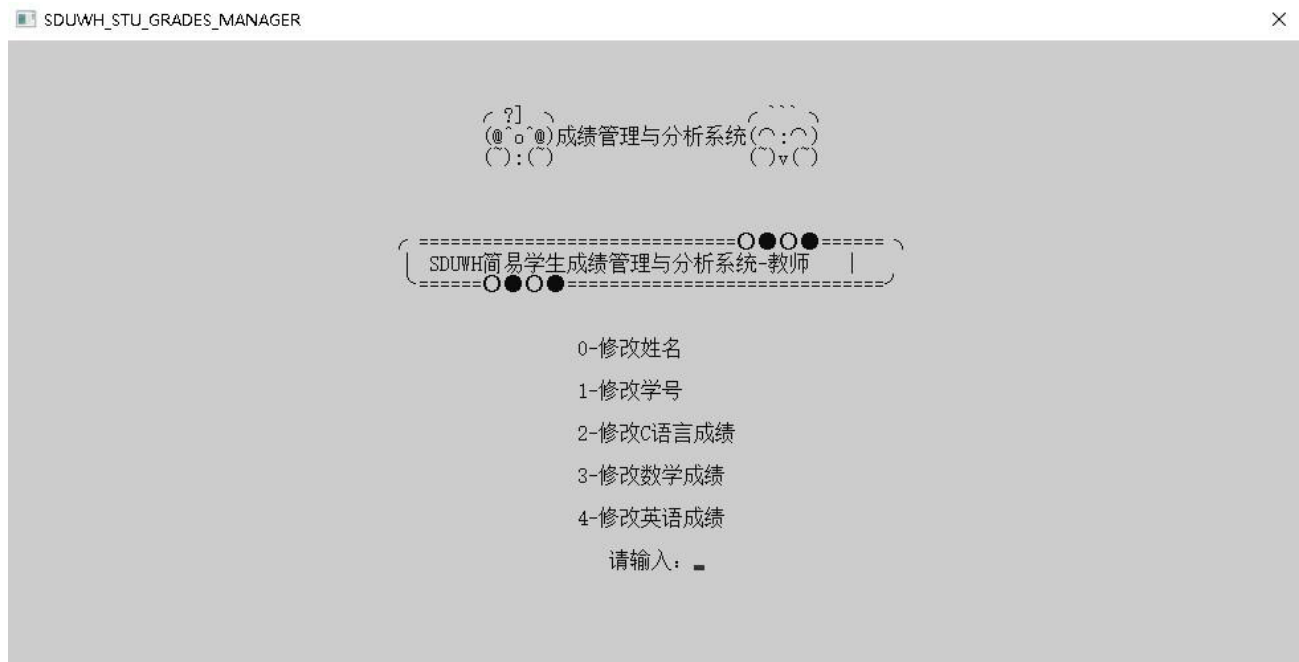 SDUWH_STU_GRADES_MANAGER
╭ ?] ╮ ╭ ``` ╮
(@^o^@)成绩管理与分析系统(⌒:⌒)
(~):(~) (~)v(~)
╭ ==============================○●○●====== ╮
│ SDUWH简易学生成绩管理与分析系统-教师 │
╰======○●○●==============================╯
0-修改姓名
1-修改学号
2-修改C语言成绩
3-修改数学成绩
4-修改英语成绩
请输入：